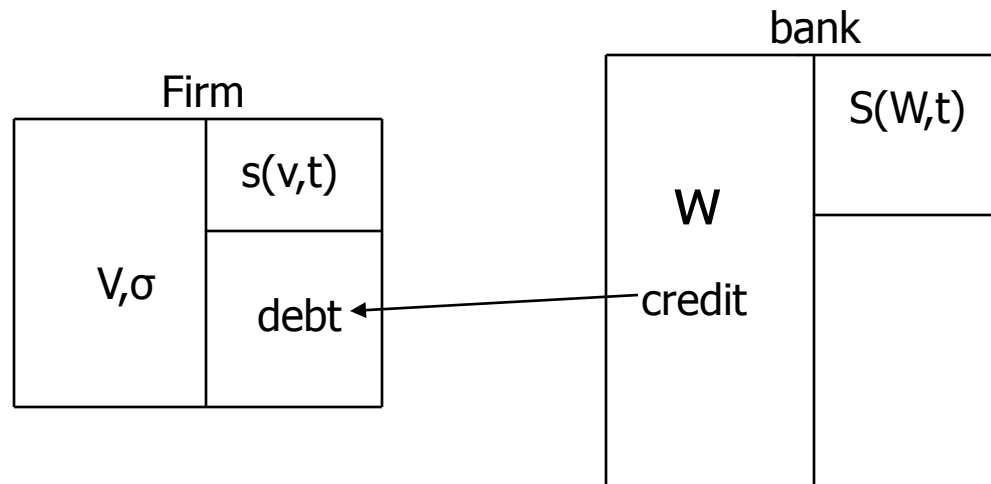 Firm
s(v,t)
V,σ
debt
bank
S(W,t)
w
credit